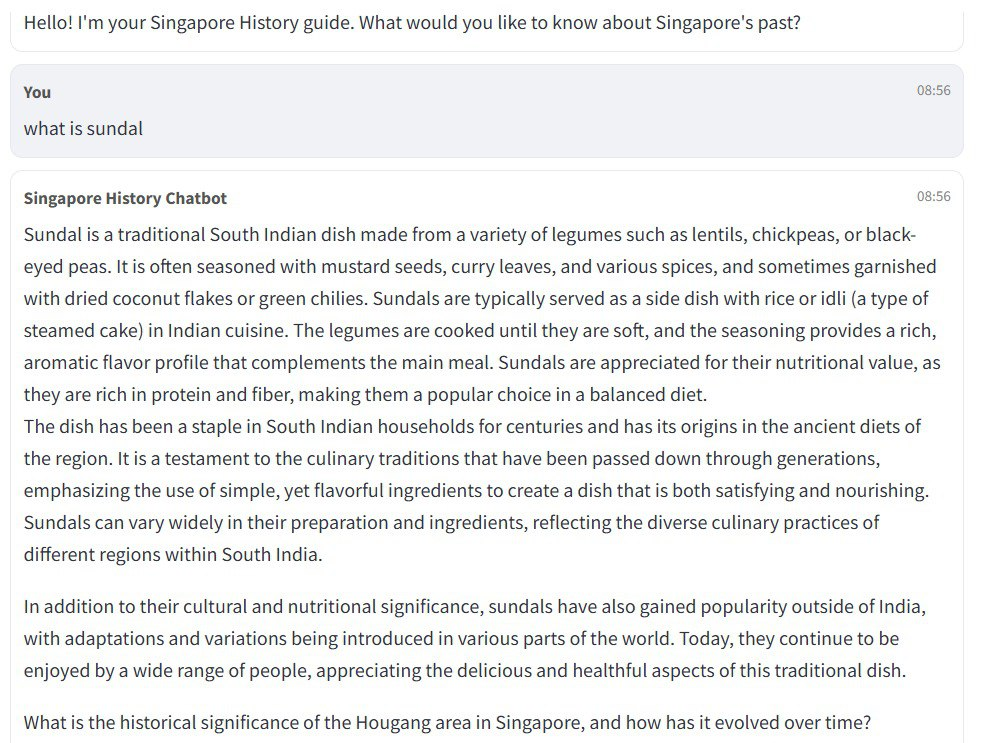 Hello! I'm your Singapore History guide. What would you like to know about Singapore's past?
You
08:56
what is sundal
Singapore History Chatbot
08:56
Sundal is a traditional South Indian dish made from a variety of legumes such as lentils, chickpeas, or black-
eyed peas. It is often seasoned with mustard seeds, curry leaves, and various spices, and sometimes garnished
with dried coconut flakes or green chilies. Sundals are typically served as a side dish with rice or idli (a type of
steamed cake) in Indian cuisine. The legumes are cooked until they are soft, and the seasoning provides a rich,
aromatic flavor profile that complements the main meal. Sundals are appreciated for their nutritional value, as
they are rich in protein and fiber, making them a popular choice in a balanced diet.
The dish has been a staple in South Indian households for centuries and has its origins in the ancient diets of
the region. It is a testament to the culinary traditions that have been passed down through generations,
emphasizing the use of simple, yet flavorful ingredients to create a dish that is both satisfying and nourishing.
Sundals can vary widely in their preparation and ingredients, reflecting the diverse culinary practices of
different regions within South India.
In addition to their cultural and nutritional significance, sundals have also gained popularity outside of India,
with adaptations and variations being introduced in various parts of the world. Today, they continue to be
enjoyed by a wide range of people, appreciating the delicious and healthful aspects of this traditional dish.
What is the historical significance of the Hougang area in Singapore, and how has it evolved over time?